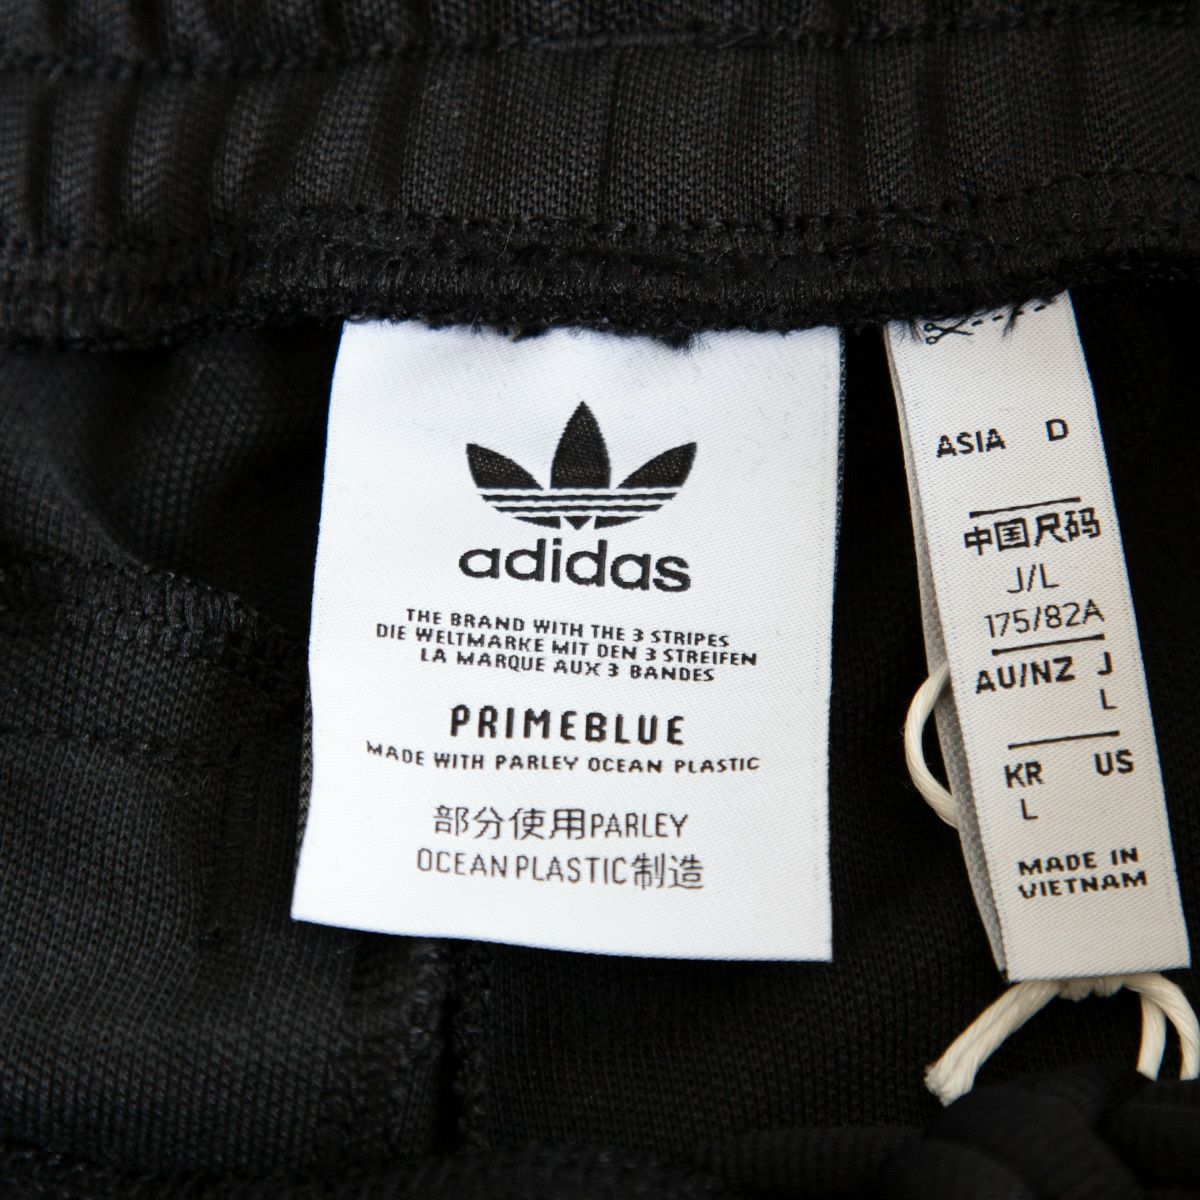 adidas
THE BRAND WITH THE 3 STRIPES
DIE WELTMARKE MIT DEN 3 STREIFEN
LA MARQUE AUX 3 BANDES
PRIMEBLUE
MADE WITH PARLEY OCEAN PLASTIC
部分使用PARLEY
OCEAN PLASTIC制造
ASIA D
中国尺码
J/L
175/82A
AU/NZ J
L
KR US
L
MADE IN
VIETNAM